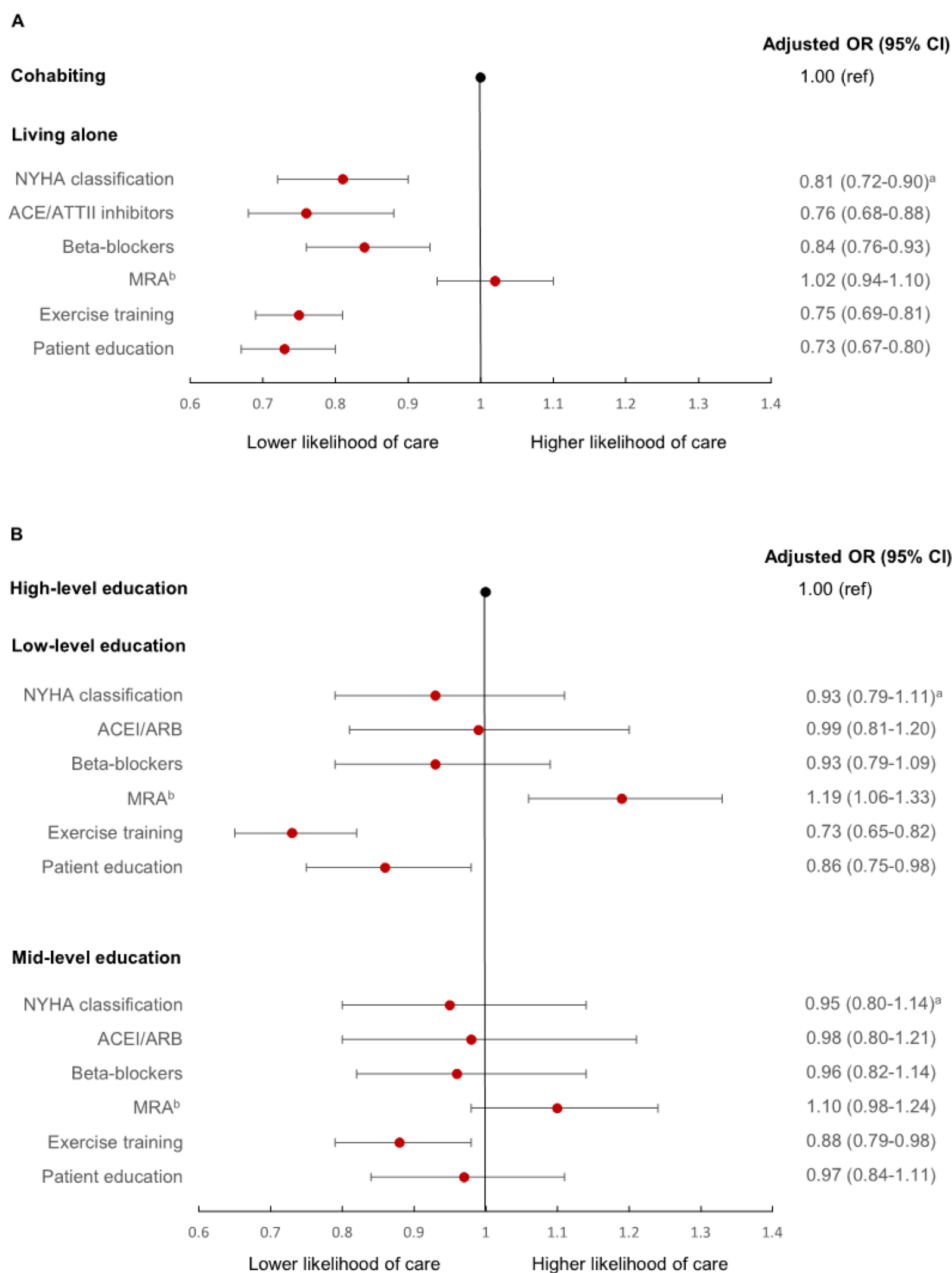 A
Adjusted OR (95% CI)
Cohabiting 1.00 (ref)
Living alone
NYHA classification 0.81 (0.72-0.90)ᵃ
ACE/ATTII inhibitors 0.76 (0.68-0.88)
Beta-blockers 0.84 (0.76-0.93)
MRAᵇ 1.02 (0.94-1.10)
Exercise training 0.75 (0.69-0.81)
Patient education 0.73 (0.67-0.80)
0.6 0.7 0.8 0.9 1 1.1 1.2 1.3 1.4
Lower likelihood of care Higher likelihood of care
B
Adjusted OR (95% CI)
High-level education 1.00 (ref)
Low-level education
NYHA classification 0.93 (0.79-1.11)ᵃ
ACEI/ARB 0.99 (0.81-1.20)
Beta-blockers 0.93 (0.79-1.09)
MRAᵇ 1.19 (1.06-1.33)
Exercise training 0.73 (0.65-0.82)
Patient education 0.86 (0.75-0.98)
Mid-level education
NYHA classification 0.95 (0.80-1.14)ᵃ
ACEI/ARB 0.98 (0.80-1.21)
Beta-blockers 0.96 (0.82-1.14)
MRAᵇ 1.10 (0.98-1.24)
Exercise training 0.88 (0.79-0.98)
Patient education 0.97 (0.84-1.11)
0.6 0.7 0.8 0.9 1 1.1 1.2 1.3 1.4
Lower likelihood of care Higher likelihood of care